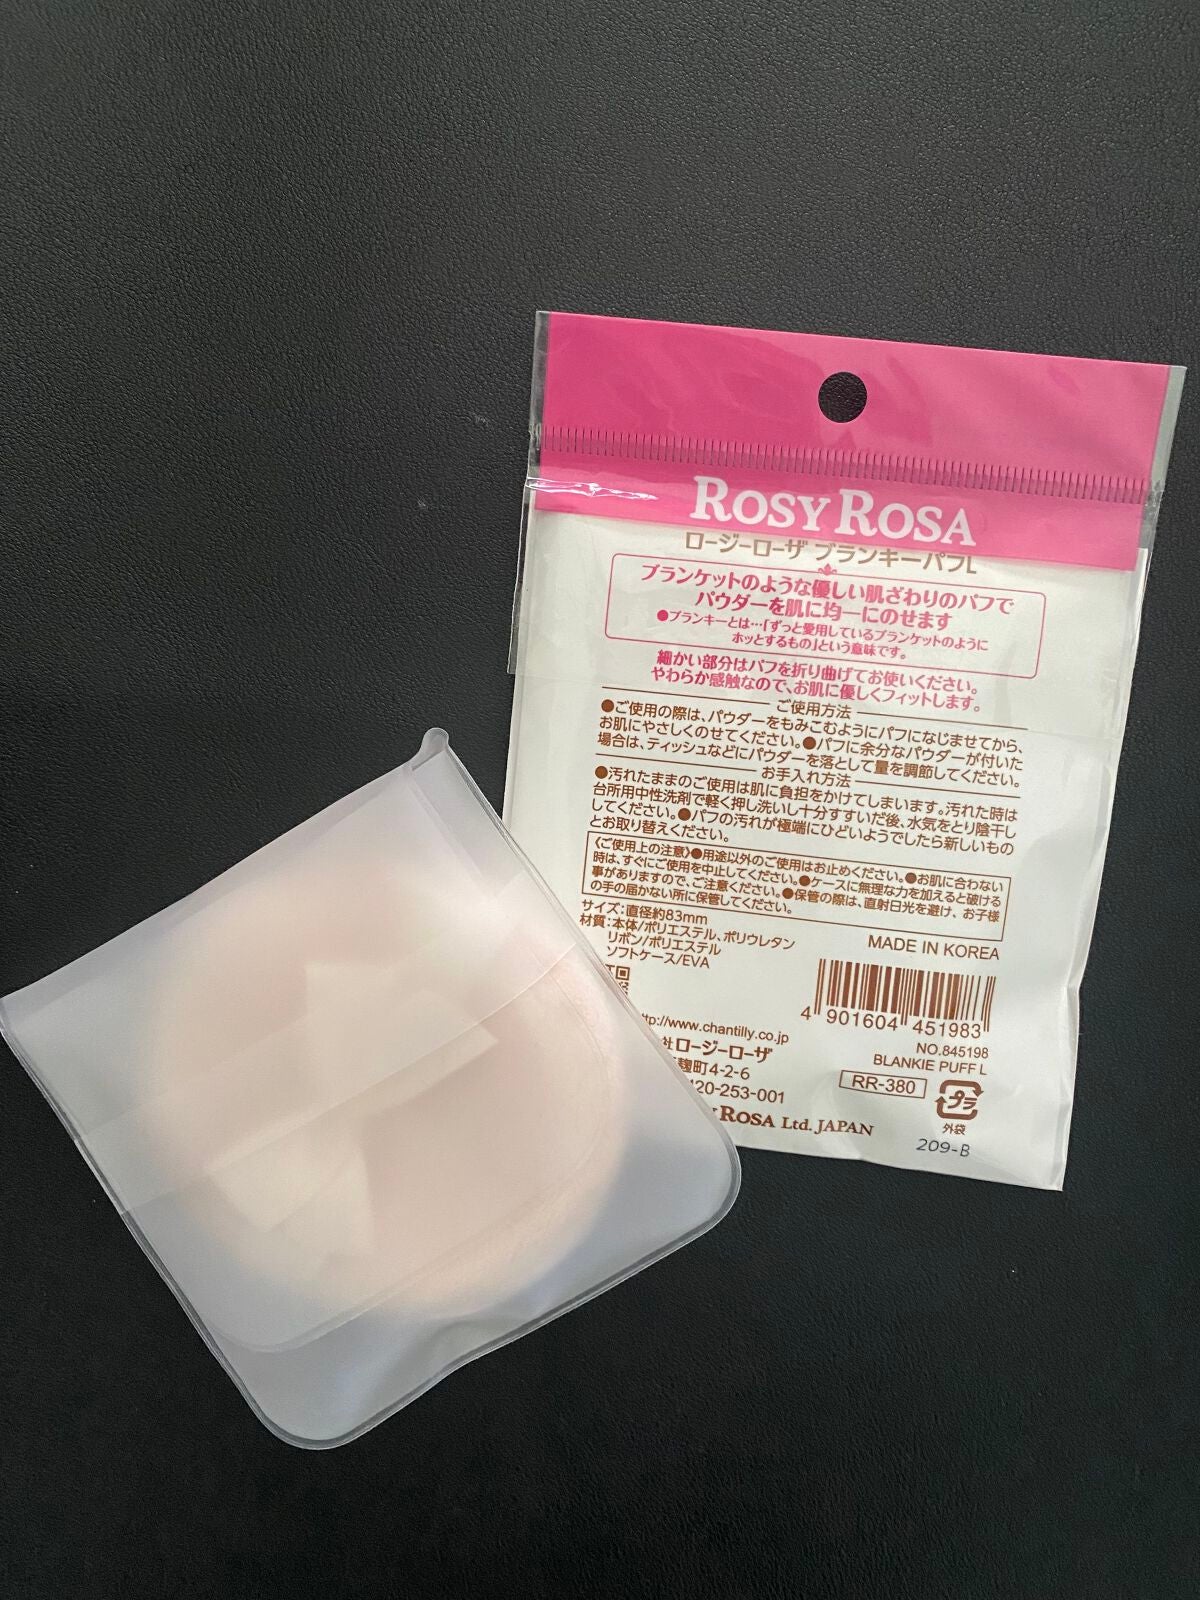 ROSY ROSA
ロージーローザ ブランキーパフL
ブランケットのような優しい肌ざわりのパフで
パウダーを肌に均一にのせます
●ブランキーとは…「ずっと愛用しているブランケットのように
ホッとするもの」という意味です。
細かい部分はパフを折り曲げてお使いください。
やわらか感触なので、お肌に優しくフィットします。
ご使用方法
●ご使用の際は、パウダーをもみこむようにパフになじませてから、
お肌にやさしくのせてください。●パフに余分なパウダーが付いた
場合は、ティッシュなどにパウダーを落として量を調節してください。
お手入れ方法
●汚れたままのご使用は肌に負担をかけてしまいます。汚れた時は
台所用中性洗剤で軽く押し洗いし十分すすいだ後、水気をとり陰干し
してください。●パフの汚れが極端にひどいようでしたら新しいもの
とお取り替えください。
〈ご使用上の注意〉●用途以外のご使用はお止めください。●お肌に合わない
時は、すぐにご使用を中止してください。●ケースに無理な力を加えると破ける
事がありますので、ご注意ください。●保管の際は、直射日光を避け、お子様
の手の届かない所に保管してください。
サイズ:直径約83mm
材質:本体/ポリエステル、ポリウレタン
リボン/ポリエステル
ソフトケース/EVA
MADE IN KOREA
4 901604 451983
ttp://www.chantilly.co.jp
社ロージーローザ
麹町4-2-6
120-253-001
ROSA Ltd. JAPAN
NO.845198
BLANKIE PUFF L
RR-380
プラ
外袋
209-B